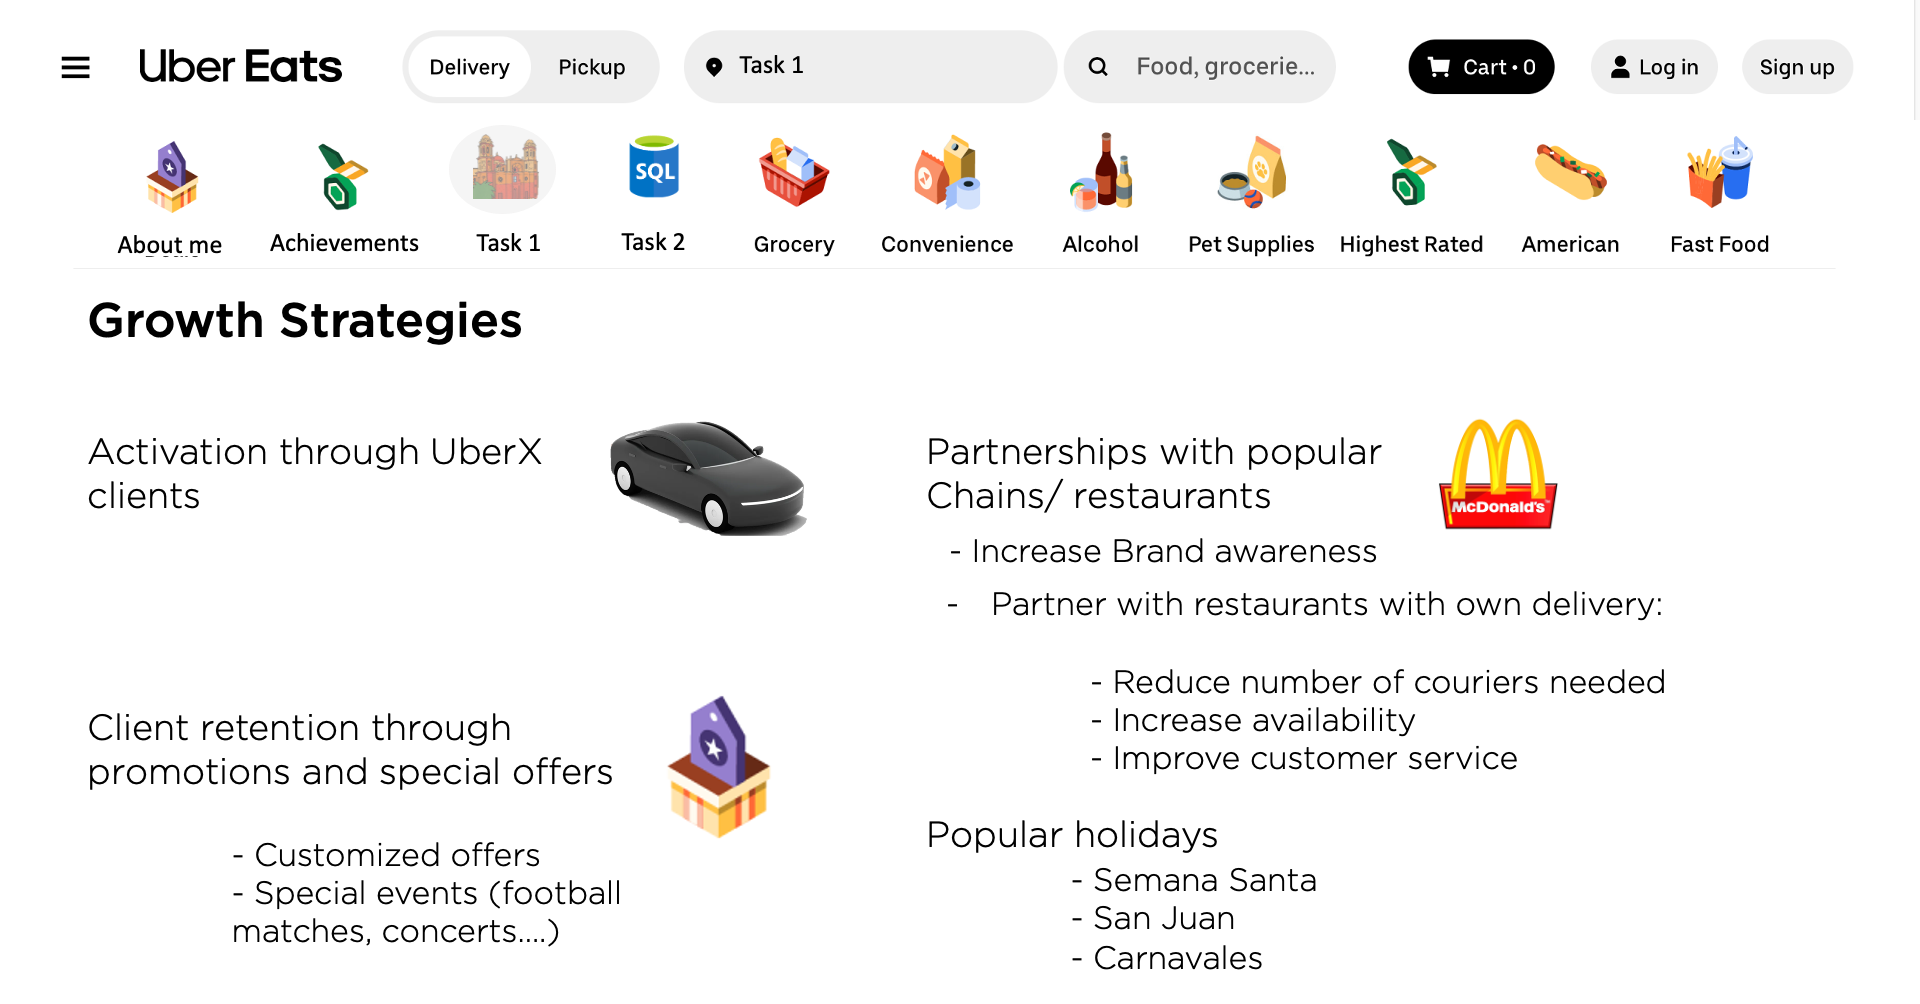 Uber Eats
Delivery
Pickup
Task 1
Food, grocerie...
Cart • 0
Log in
Sign up
SQL
About me
Achievements
Task 1
Task 2
Grocery
Convenience
Alcohol
Pet Supplies
Highest Rated
American
Fast Food
Growth Strategies
Activation through UberX
clients
Client retention through
promotions and special offers
- Customized offers
- Special events (football
matches, concerts....)
Partnerships with popular
Chains/ restaurants
McDonald's
- Increase Brand awareness
- Partner with restaurants with own delivery:
- Reduce number of couriers needed
- Increase availability
- Improve customer service
Popular holidays
- Semana Santa
- San Juan
- Carnavales